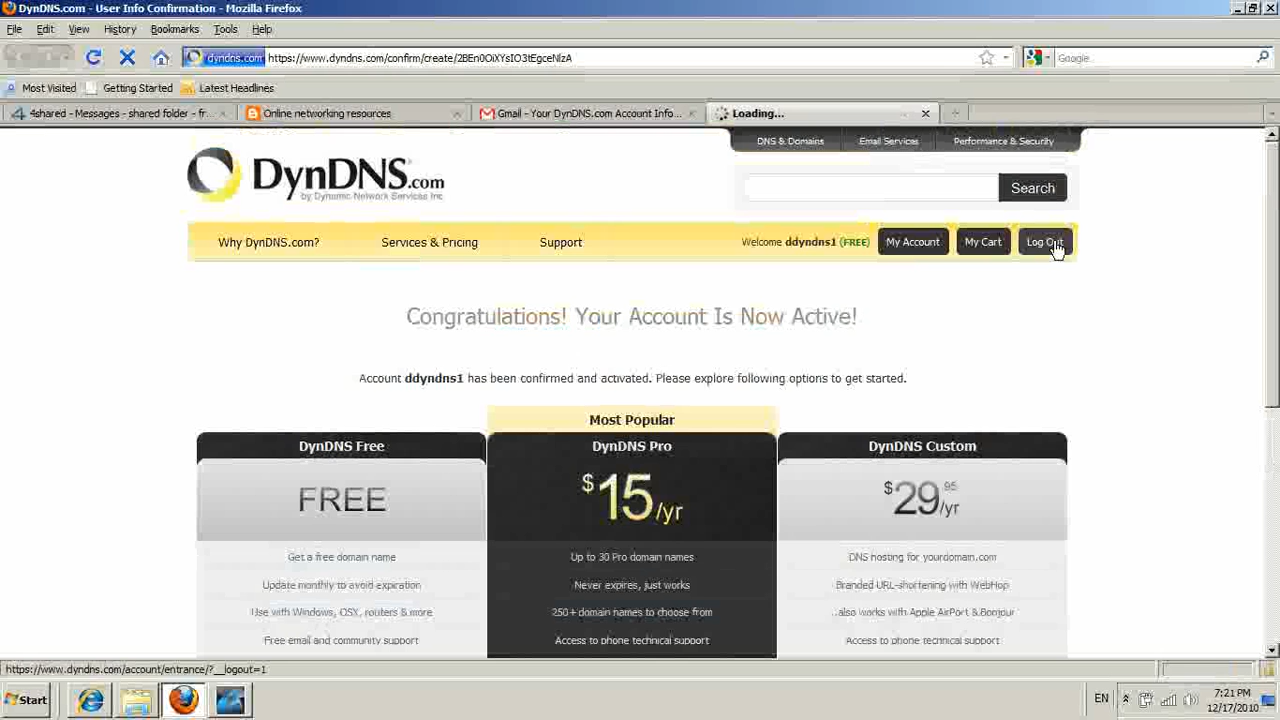 DynDNS.com - User Info Confirmation - Mozilla Firefox
File Edit View History Bookmarks Tools Help
dyndns.com https://www.dyndns.com/confirm/create/2BEn0OiXYsIO3tEgceNlzA
Google
Most Visited Getting Started Latest Headlines
4shared - Messages - shared folder - fr... Online networking resources Gmail - Your DynDNS.com Account Info... Loading...
DNS & Domains Email Services Performance & Security
DynDNS.com
by Dynamic Network Services Inc
Search
Why DynDNS.com? Services & Pricing Support Welcome ddyndns1 (FREE) My Account My Cart Log Out
Congratulations! Your Account Is Now Active!
Account ddyndns1 has been confirmed and activated. Please explore following options to get started.
Most Popular
DynDNS Free DynDNS Pro DynDNS Custom
FREE $15/yr $29.95/yr
Get a free domain name Up to 30 Pro domain names DNS hosting for yourdomain.com
Update monthly to avoid expiration Never expires, just works Branded URL-shortening with WebHop
Use with Windows, OSX, routers & more 250+ domain names to choose from ..also works with Apple AirPort & Bonjour
Free email and community support Access to phone technical support Access to phone technical support
https://www.dyndns.com/account/entrance/?__logout=1
Start EN 7:21 PM
12/17/2010